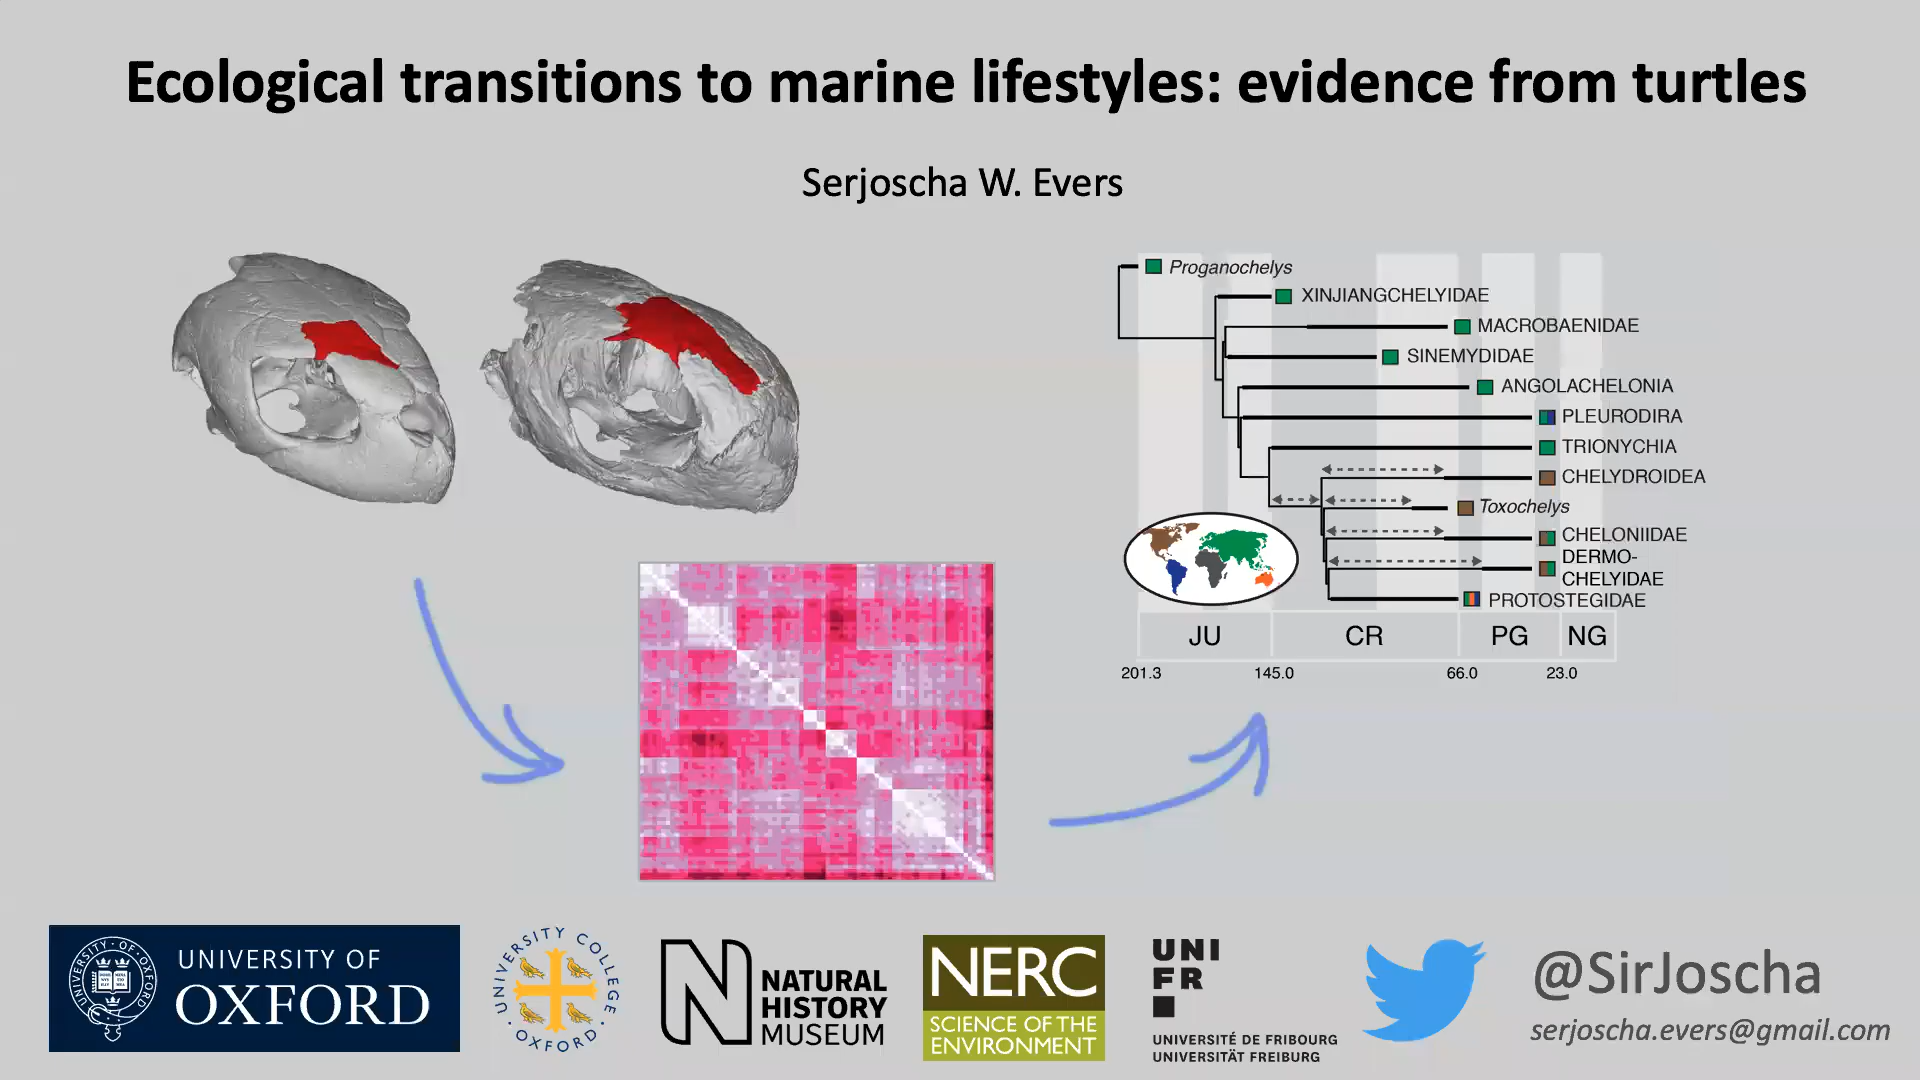 Ecological transitions to marine lifestyles: evidence from turtles
Serjoscha W. Evers
Proganochelys
XINJIANGCHELYIDAE
MACROBAENIDAE
SINEMYDIDAE
ANGOLACHELONIA
PLEURODIRA
TRIONYCHIA
CHELYDROIDEA
Toxochelys
CHELONIIDAE
DERMO-
CHELYIDAE
PROTOSTEGIDAE
JU CR PG NG
201.3 145.0 66.0 23.0
UNIVERSITY OF
OXFORD
UNIVERSITY·OF·OXFORD
UNIVERSITY COLLEGE · OXFORD ·
NATURAL
HISTORY
MUSEUM
NERC
SCIENCE OF THE
ENVIRONMENT
UNI
FR
UNIVERSITÉ DE FRIBOURG
UNIVERSITÄT FREIBURG
@SirJoscha
serjoscha.evers@gmail.com